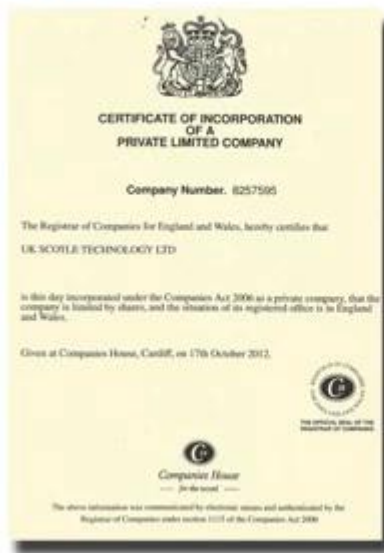 CERTIFICATE OF INCORPORATION
OF A
PRIVATE LIMITED COMPANY
Company Number. 8257595
The Registrar of Companies for England and Wales, hereby certifies that
UK SCOYLE TECHNOLOGY LTD
is this day incorporated under the Companies Act 2006 as a private company, that the
company is limited by shares, and the situation of its registered office is in England
and Wales.
Given at Companies House, Cardiff, on 17th October 2012.
THE OFFICIAL SEAL OF THE
REGISTRAR OF COMPANIES
Companies House
for the record
The above information was communicated by electronic means and authenticated by the
Registrar of Companies under section 1115 of the Companies Act 2006